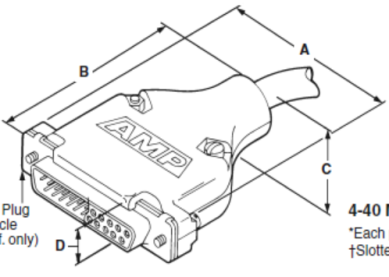 B
A
AMP
C
Plug
cle
f. only)
D
4-40
*Each
†Slotte